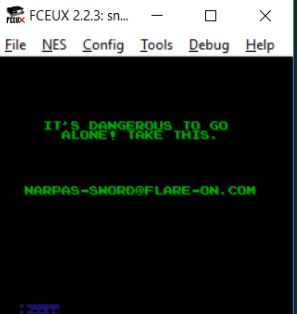 FCEUX 2.2.3: sn...
File NES Config Tools Debug Help
IT'S DANGEROUS TO GO
ALONE! TAKE THIS.
NARPAS-SWORD@FLARE-ON.COM